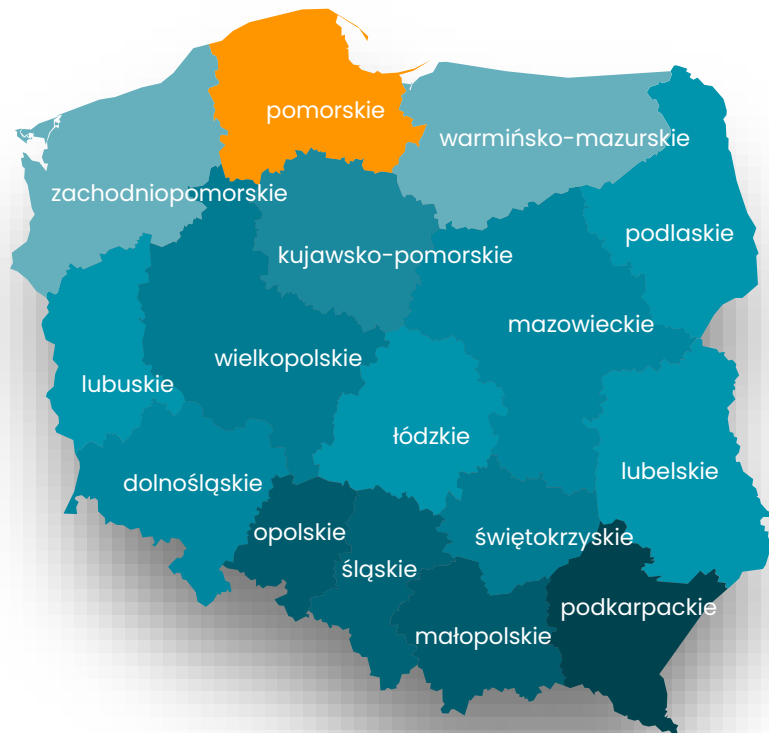 pomorskie
warmińsko-mazurskie
zachodniopomorskie
podlaskie
kujawsko-pomorskie
mazowieckie
wielkopolskie
lubuskie
łódzkie
lubelskie
dolnośląskie
opolskie
świętokrzyskie
śląskie
podkarpackie
małopolskie